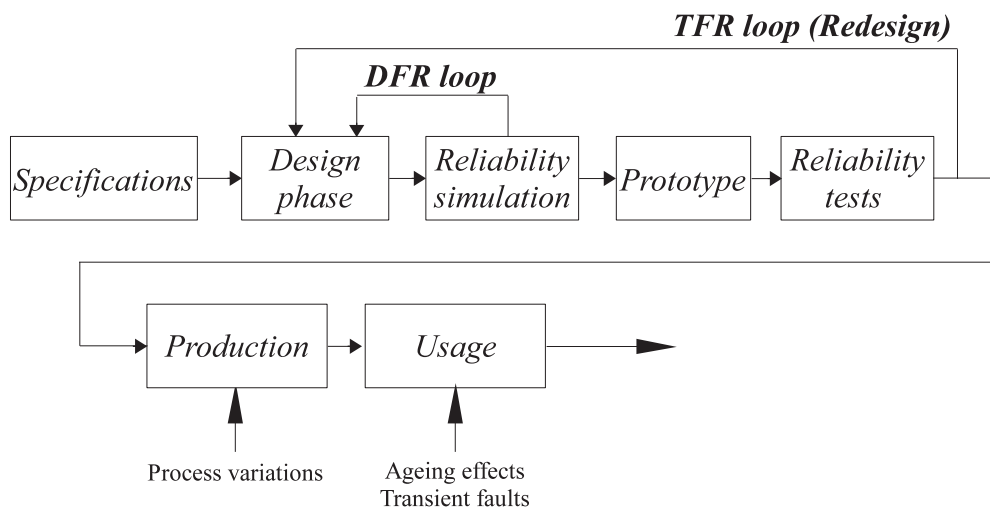 TFR loop (Redesign)
DFR loop
Specifications
Design
phase
Reliability
simulation
Prototype
Reliability
tests
Production
Usage
Process variations
Ageing effects
Transient faults